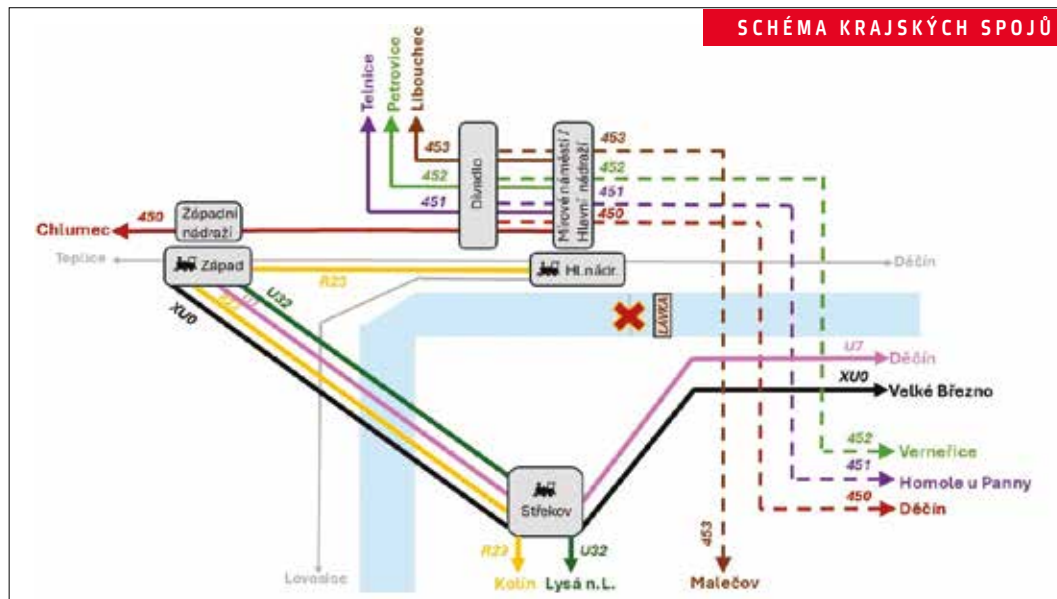 SCHÉMA KRAJSKÝCH SPOJŮ
Telnice
Petrovice
Libouchec
453
452
451
Divadlo
Mírové náměstí /
Hlavní nádraží
453
452
451
450
450
Západní
nádraží
Chlumec
Teplice
Západ
R23
Hl. nádr.
Děčín
U32
U7
XU0
LÁVKA
U7
Děčín
XU0
Velké Březno
452
Verneřice
451
Homole u Panny
450
Děčín
Střekov
R23
U32
453
Lovosice
Kolín
Lysá n.L.
Malečov